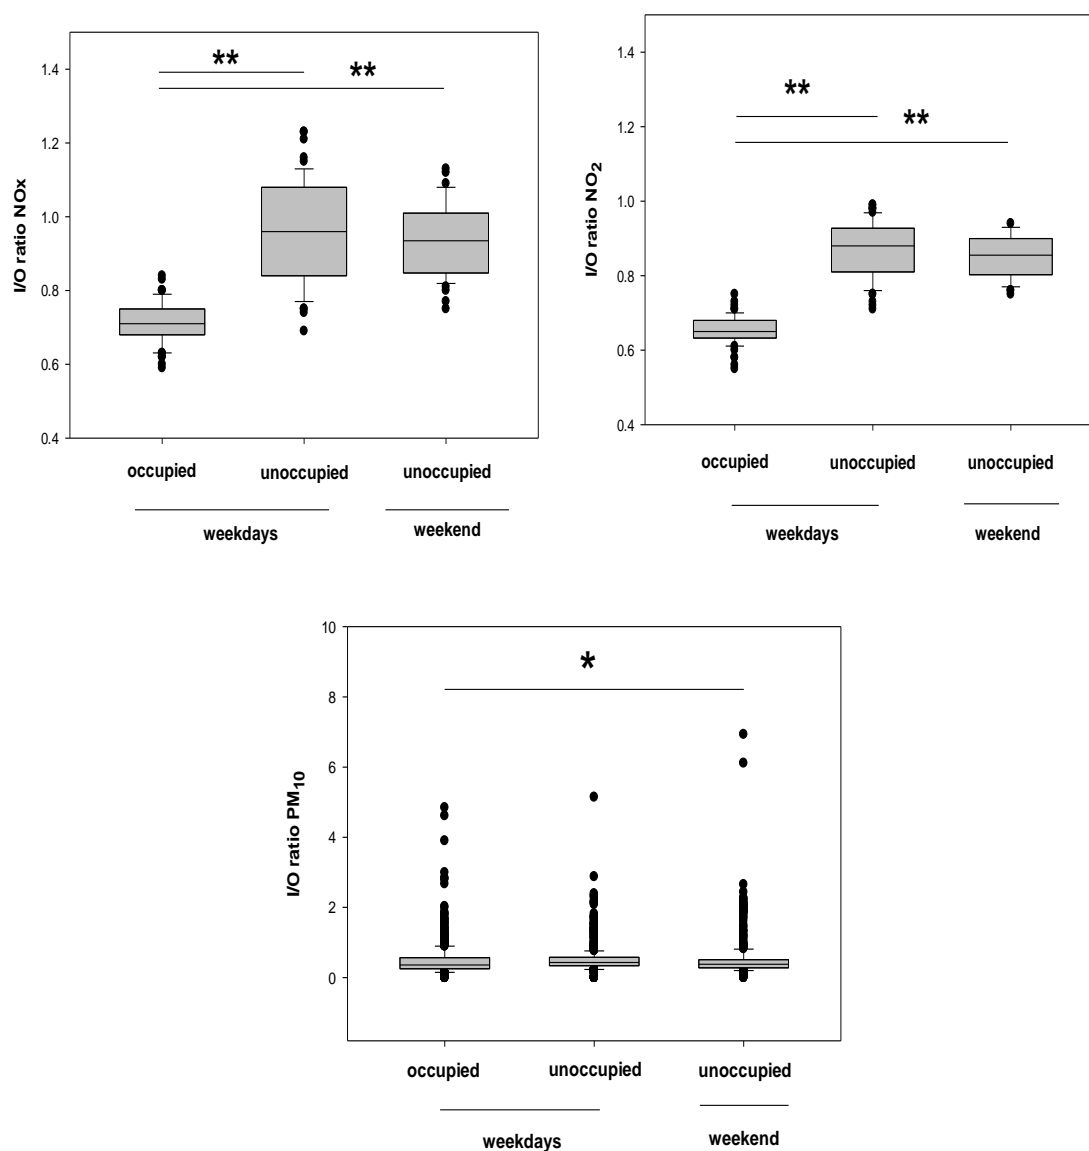 I/O ratio NOx
1.4
1.2
1.0
0.8
0.6
0.4
**
**
occupied
unoccupied
unoccupied
weekdays
weekend
I/O ratio NO2
1.4
1.2
1.0
0.8
0.6
0.4
**
**
occupied
unoccupied
unoccupied
weekdays
weekend
I/O ratio PM10
10
8
6
4
2
0
*
occupied
unoccupied
unoccupied
weekdays
weekend